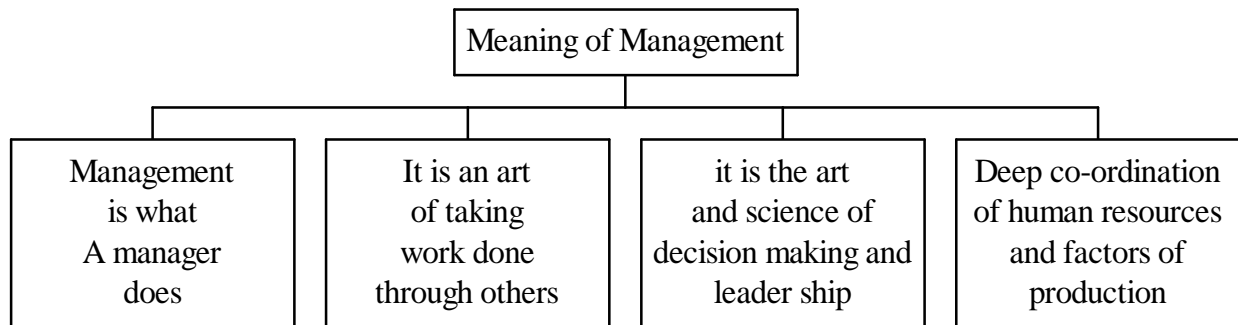 Meaning of Management
Management
is what
A manager
does
It is an art
of taking
work done
through others
it is the art
and science of
decision making and
leader ship
Deep co-ordination
of human resources
and factors of
production